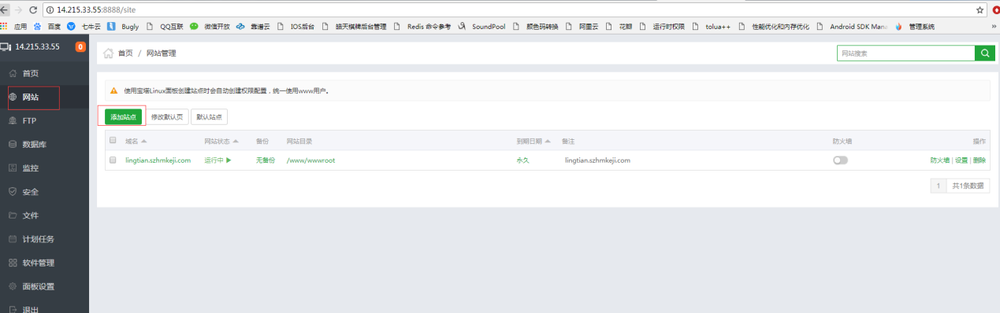 14.215.33.55:8888/site
应用 百度 七牛云 Bugly QQ互联 微信开放 靠谱云 IOS后台 皓天棋牌后台管理 Redis 命令参考 SoundPool 颜色码转换 阿里云 花瓣 运行时权限 tolua++ 性能优化和内存优化 Android SDK Mana 管理系统 »
14.215.33.55 0
首页 / 网站管理 网站搜索
首页
网站
FTP
数据库
监控
安全
文件
计划任务
软件管理
面板设置
退出
使用宝塔Linux面板创建站点时会自动创建权限配置，统一使用www用户。
添加站点 修改默认页 默认站点
域名 网站状态 备份 网站目录 到期日期 备注 防火墙 操作
lingtian.szhmkeji.com 运行中 无备份 /www/wwwroot 永久 lingtian.szhmkeji.com 防火墙 | 设置 | 删除
1 共1条数据